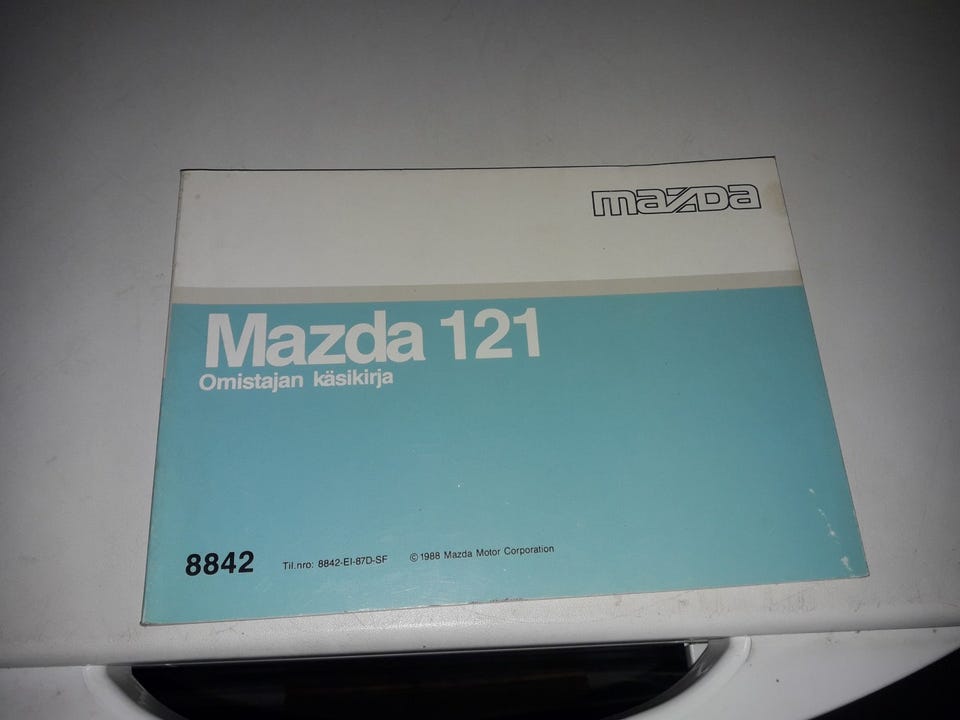 mazda
Mazda 121
Omistajan käsikirja
8842 Til.nro: 8842-EI-87D-SF © 1988 Mazda Motor Corporation